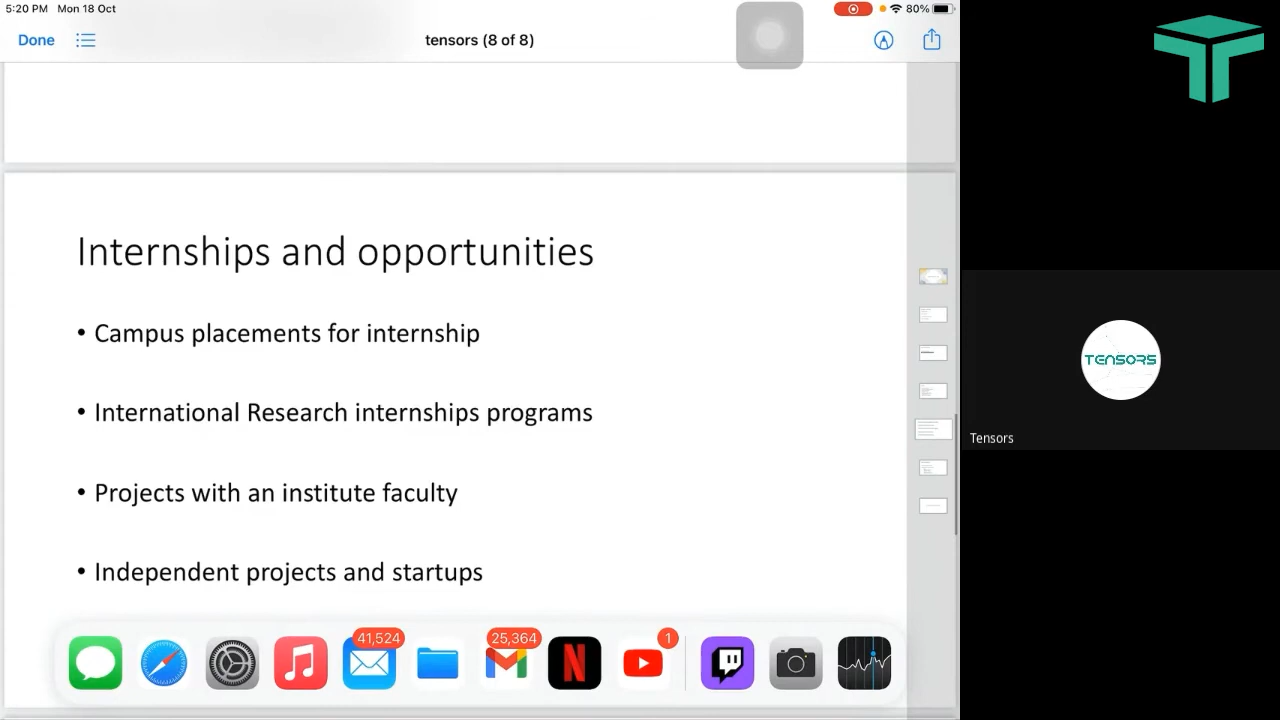 5:20 PM Mon 18 Oct
80%
Done
tensors (8 of 8)
Internships and opportunities
• Campus placements for internship
• International Research internships programs
• Projects with an institute faculty
• Independent projects and startups
41,524
25,364
1
TENSORS
Tensors